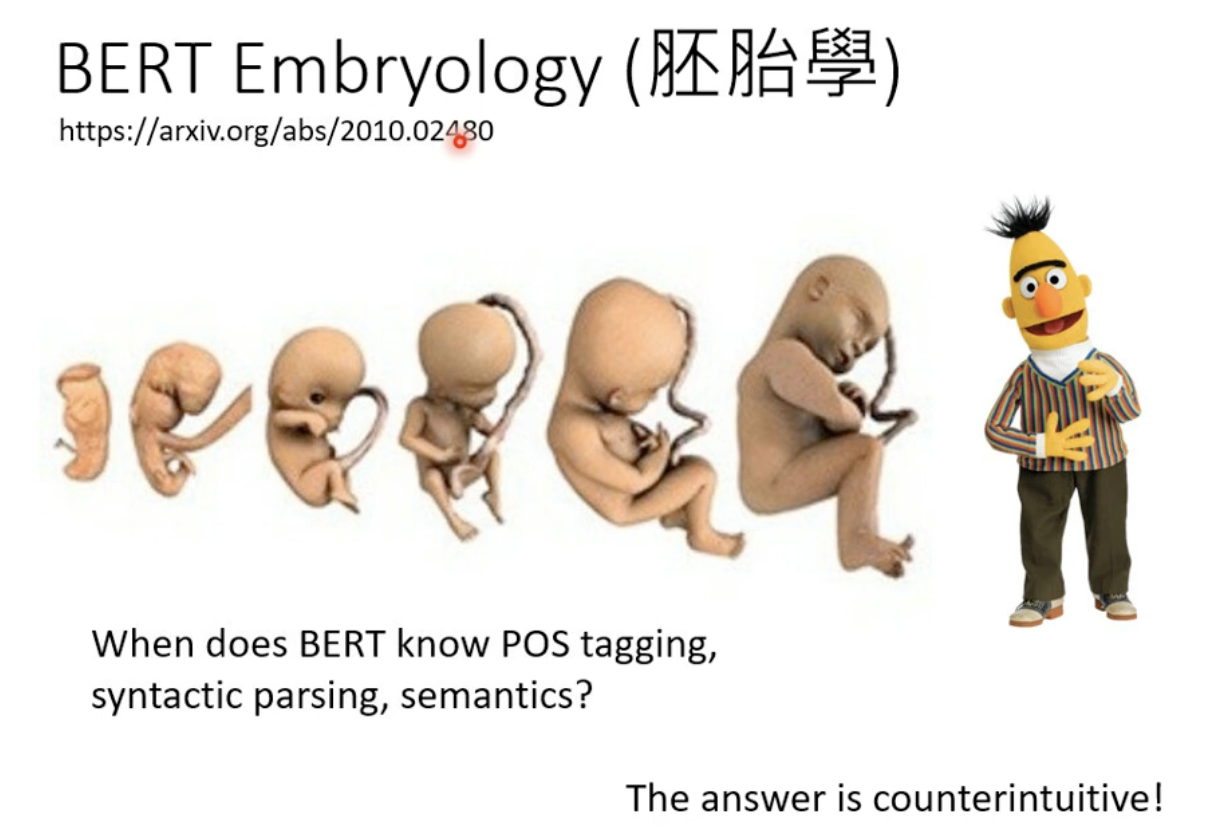 BERT Embryology (胚胎學)
https://arxiv.org/abs/2010.02480
When does BERT know POS tagging,
syntactic parsing, semantics?
The answer is counterintuitive!